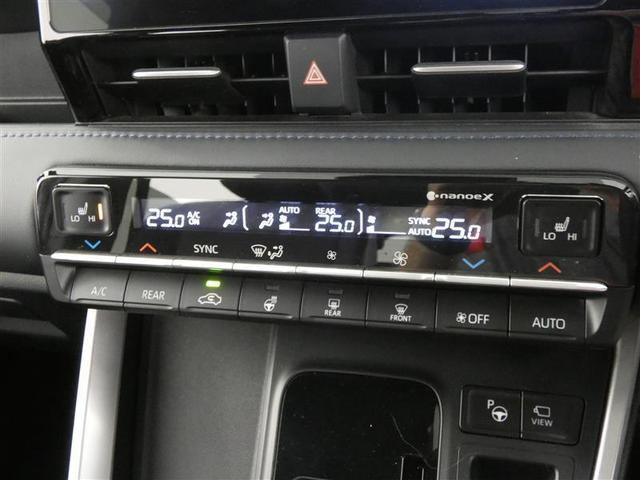 nanoeX
LO HI
25.0 A/C ON AUTO REAR 25.0 SYNC AUTO 25.0
LO HI
SYNC
A/C REAR REAR FRONT OFF AUTO
P VIEW